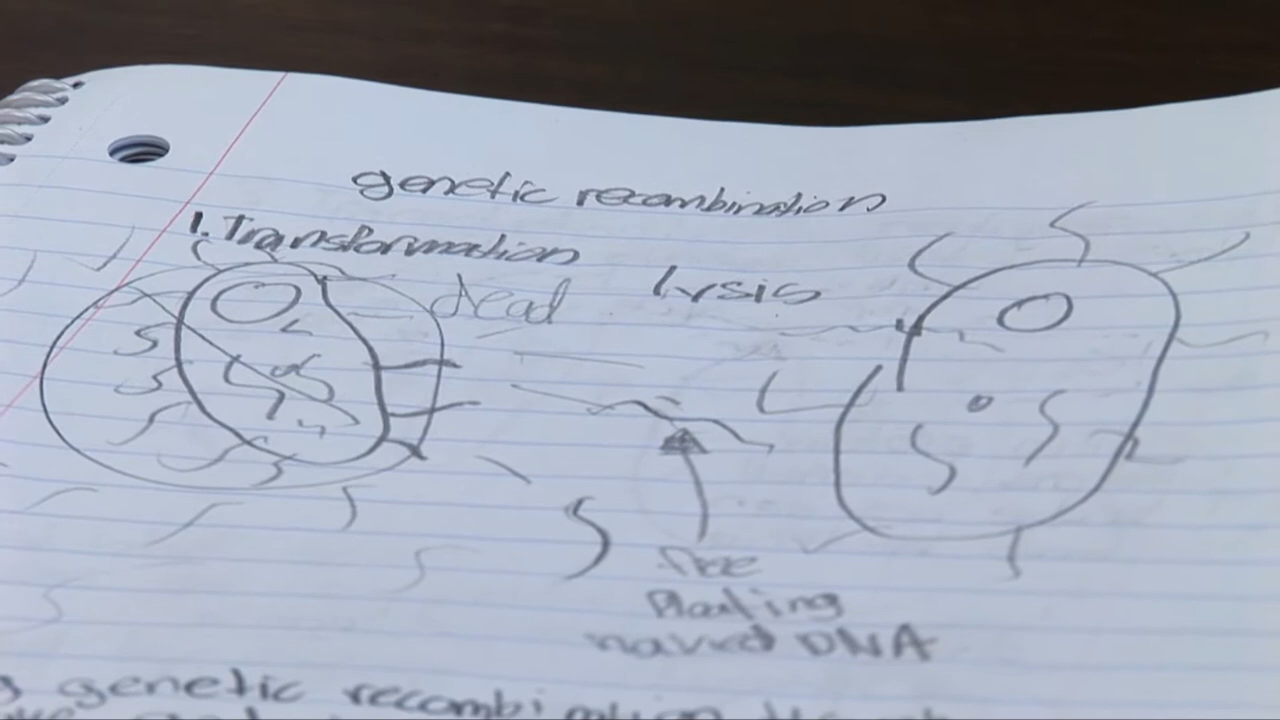 genetic recombination
1. Transformation
dead
lysis
free
floating
naked DNA
genetic recombination